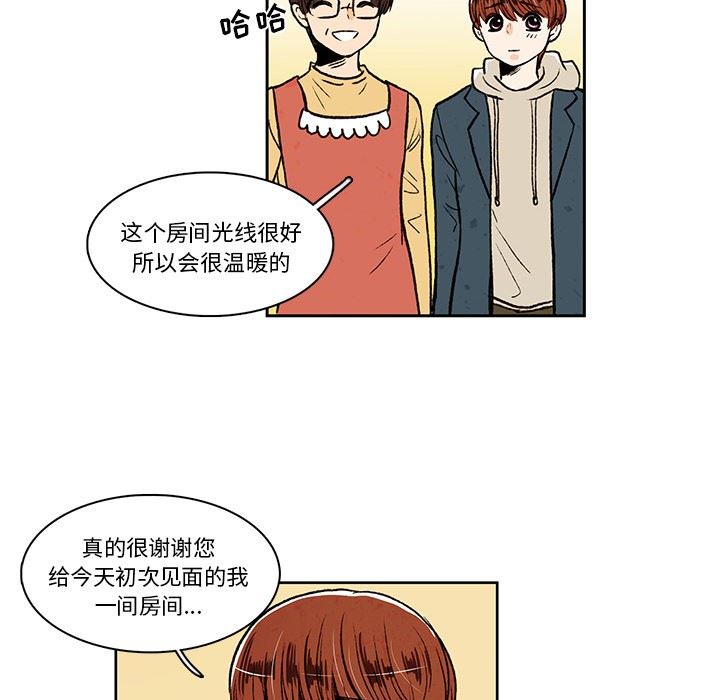 哈哈
这个房间光线很好
所以会很温暖的
真的很谢谢您
给今天初次见面的我
一间房间...